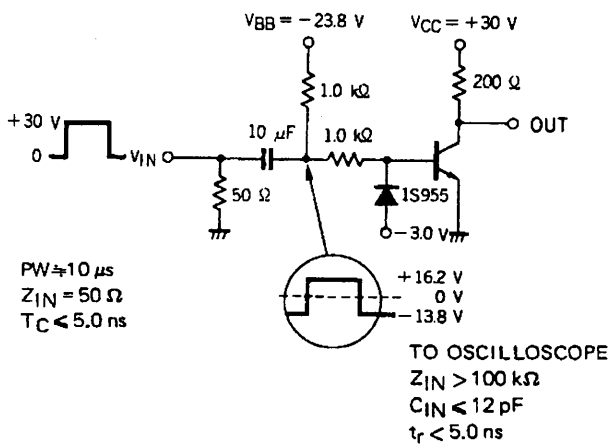 VBB = −23.8 V
VCC = +30 V
1.0 kΩ
200 Ω
+30 V
0
VIN
10 μF
1.0 kΩ
OUT
50 Ω
1S955
−3.0 V
PW≒10 μs
ZIN = 50 Ω
TC < 5.0 ns
+16.2 V
0 V
−13.8 V
TO OSCILLOSCOPE
ZIN > 100 kΩ
CIN ⩽ 12 pF
tr < 5.0 ns